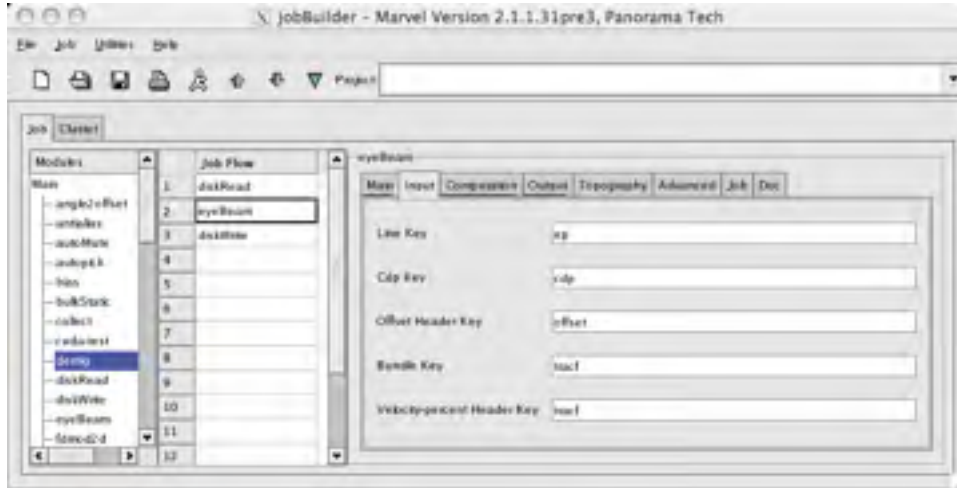 jobBuilder - Marvel Version 2.1.1.31pre3, Panorama Tech
File Job Utilities Help
Project
Job Cluster
Modules
Main
angle2offset
antialias
autoMute
autopick
bulkStatic
collect
demig
diskRead
diskWrite
eyeBeam
fdmod2d
Job Flow
1 diskRead
2 eyeBeam
3 diskWrite
4
5
6
7
8
9
10
11
12
eyeBeam
Main Input Compression Output Topography Advanced Job Doc
Line Key ep
Cdp Key cdp
Offset Header Key offset
Bundle Key tracf
Velocity-percent Header Key tracf